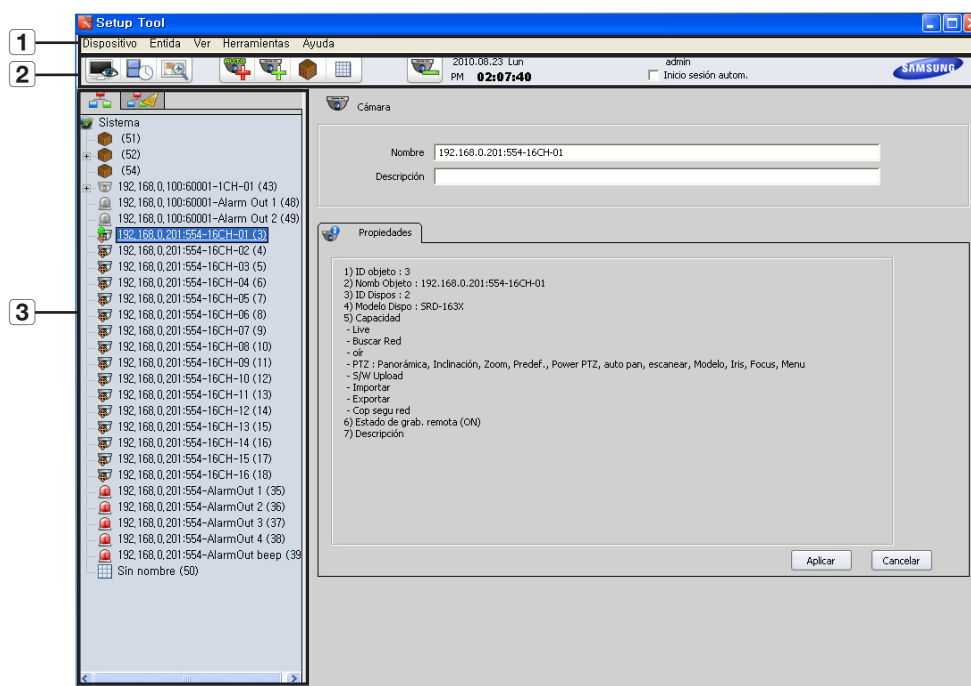 Setup Tool
1
Dispositivo Entida Ver Herramientas Ayuda
2
AUTO
2010.08.23 Lun
PM 02:07:40
admin
Inicio sesión autom.
SAMSUNG
3
Sistema
(51)
(52)
(54)
192,168,0,100:60001-1CH-01 (43)
192,168,0,100:60001-Alarm Out 1 (48)
192,168,0,100:60001-Alarm Out 2 (49)
192,168,0,201:554-16CH-01 (3)
192,168,0,201:554-16CH-02 (4)
192,168,0,201:554-16CH-03 (5)
192,168,0,201:554-16CH-04 (6)
192,168,0,201:554-16CH-05 (7)
192,168,0,201:554-16CH-06 (8)
192,168,0,201:554-16CH-07 (9)
192,168,0,201:554-16CH-08 (10)
192,168,0,201:554-16CH-09 (11)
192,168,0,201:554-16CH-10 (12)
192,168,0,201:554-16CH-11 (13)
192,168,0,201:554-16CH-12 (14)
192,168,0,201:554-16CH-13 (15)
192,168,0,201:554-16CH-14 (16)
192,168,0,201:554-16CH-15 (17)
192,168,0,201:554-16CH-16 (18)
192,168,0,201:554-AlarmOut 1 (35)
192,168,0,201:554-AlarmOut 2 (36)
192,168,0,201:554-AlarmOut 3 (37)
192,168,0,201:554-AlarmOut 4 (38)
192,168,0,201:554-AlarmOut beep (39
Sin nombre (50)
Cámara
Nombre 192.168.0.201:554-16CH-01
Descripción
Propiedades
1) ID objeto : 3
2) Nomb Objeto : 192.168.0.201:554-16CH-01
3) ID Dispos : 2
4) Modelo Dispo : SRD-163X
5) Capacidad
- Live
- Buscar Red
- oír
- PTZ : Panorámica, Inclinación, Zoom, Predef., Power PTZ, auto pan, escanear, Modelo, Iris, Focus, Menu
- S/W Upload
- Importar
- Exportar
- Cop segu red
6) Estado de grab. remota (ON)
7) Descripción
Aplicar
Cancelar